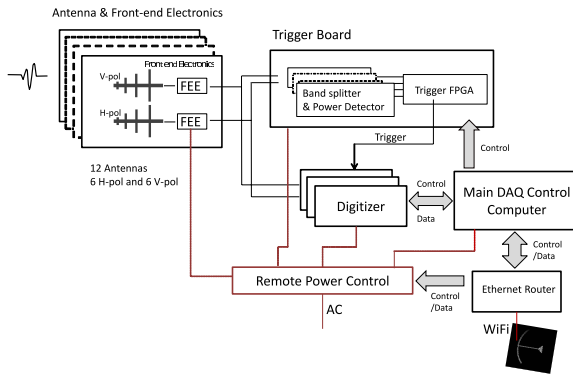 Antenna & Front-end Electronics
Trigger Board
Front-end Electronics
V-pol
FEE
H-pol
FEE
Band splitter
& Power Detector
Trigger FPGA
Trigger
Control
12 Antennas
6 H-pol and 6 V-pol
Digitizer
Control
Data
Main DAQ Control
Computer
Control
/Data
Remote Power Control
Control
/Data
Ethernet Router
AC
WiFi